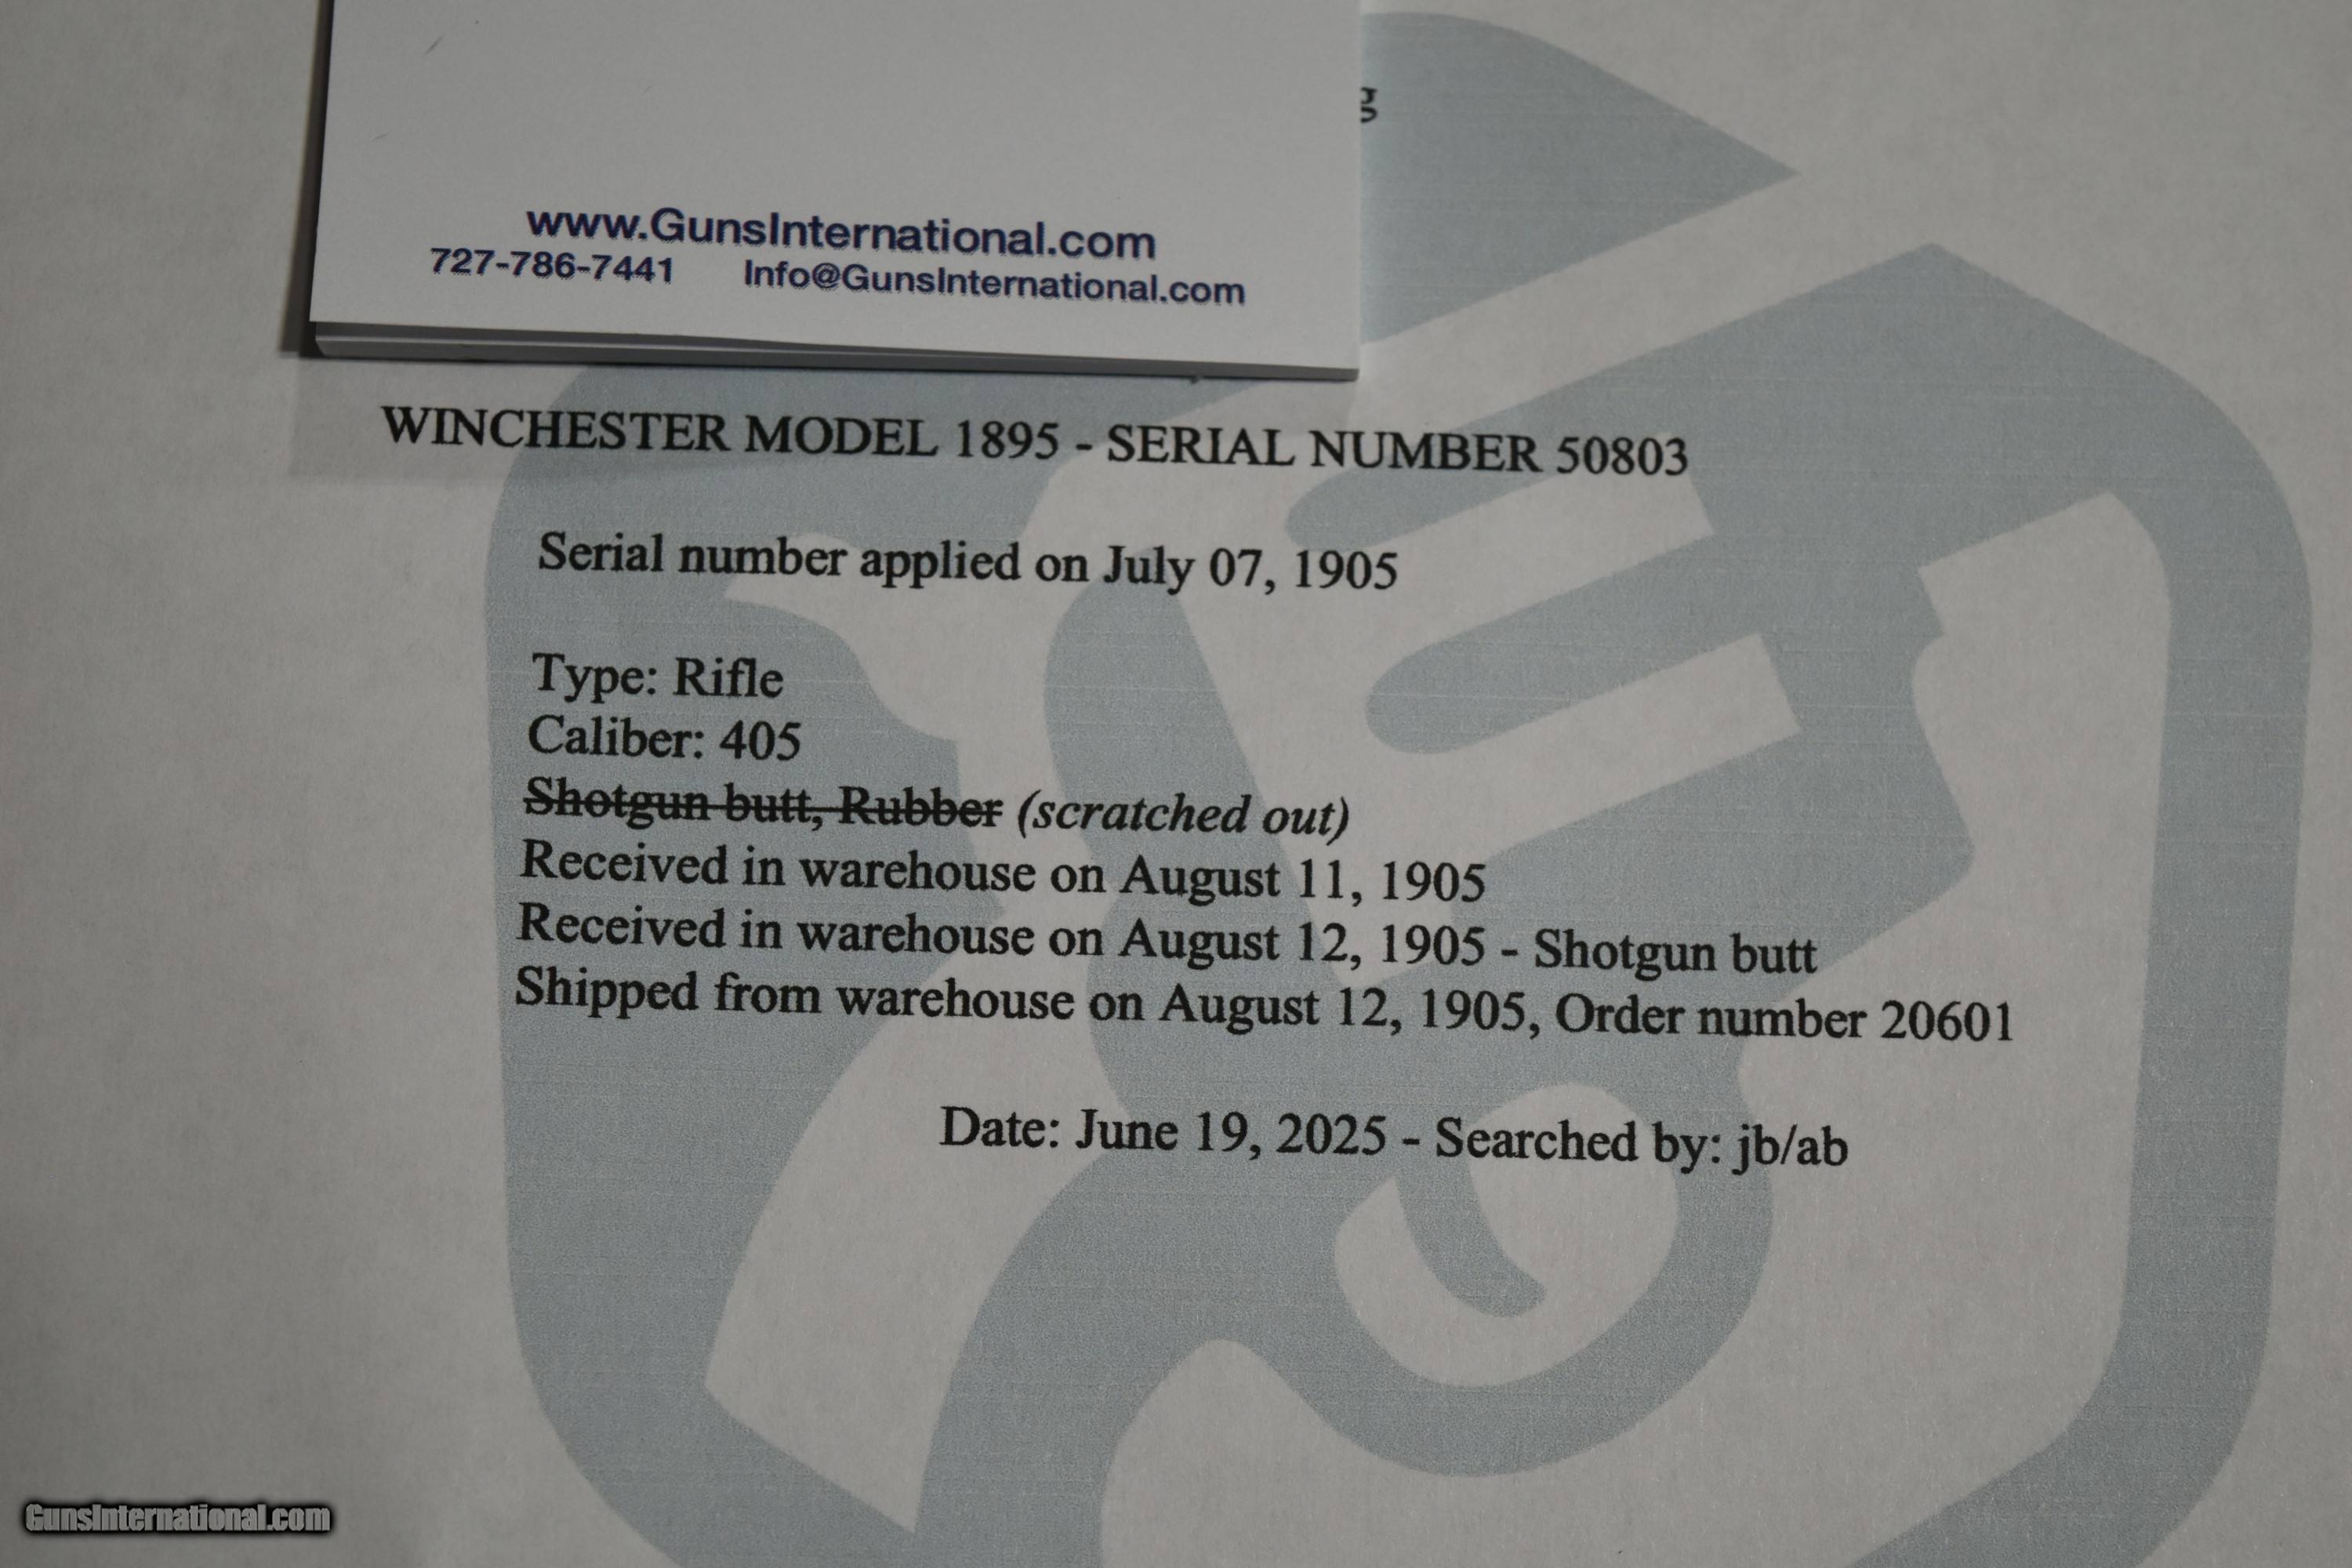 g
www.GunsInternational.com
727-786-7441 Info@GunsInternational.com
WINCHESTER MODEL 1895 - SERIAL NUMBER 50803
Serial number applied on July 07, 1905
Type: Rifle
Caliber: 405
Shotgun butt, Rubber (scratched out)
Received in warehouse on August 11, 1905
Received in warehouse on August 12, 1905 - Shotgun butt
Shipped from warehouse on August 12, 1905, Order number 20601
Date: June 19, 2025 - Searched by: jb/ab
GunsInternational.com